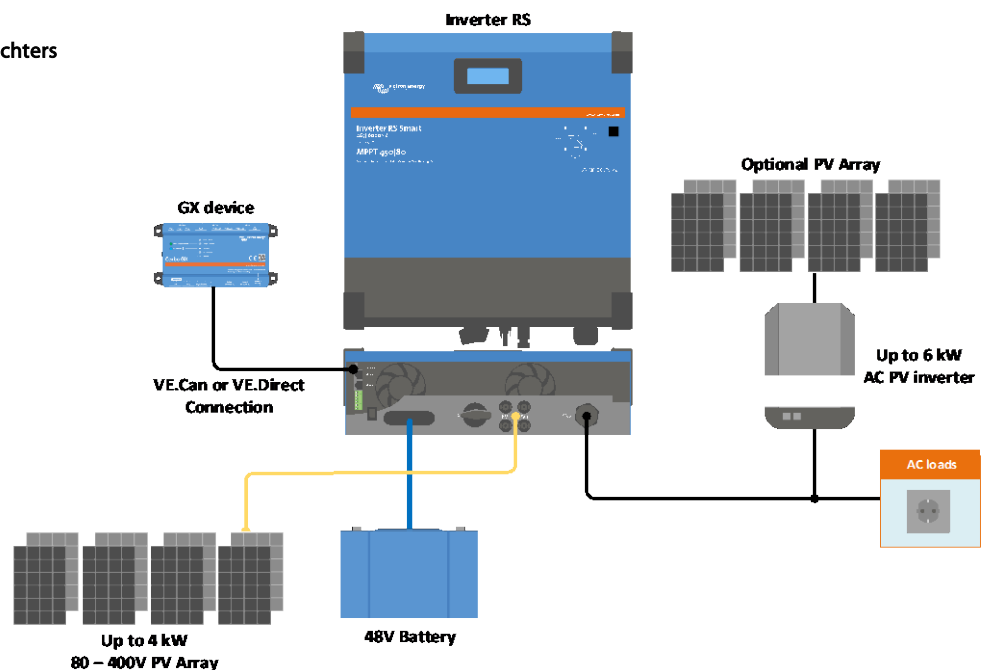 Inverter RS
chters
Inverter RS Smart
MPPT 450|80
Optional PV Array
GX device
Up to 6 kW
AC PV inverter
VE.Can or VE.Direct
Connection
AC loads
48V Battery
Up to 4 kW
80 – 400V PV Array